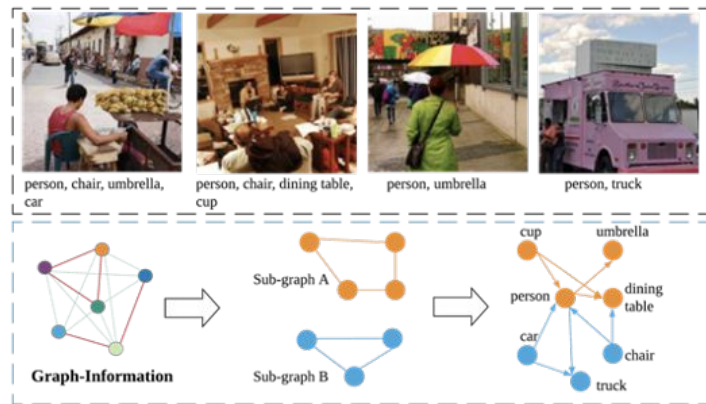 person, chair, umbrella,
car
person, chair, dining table,
cup
person, umbrella
person, truck
Graph-Information
Sub-graph A
Sub-graph B
cup
umbrella
person
dining
table
car
chair
truck